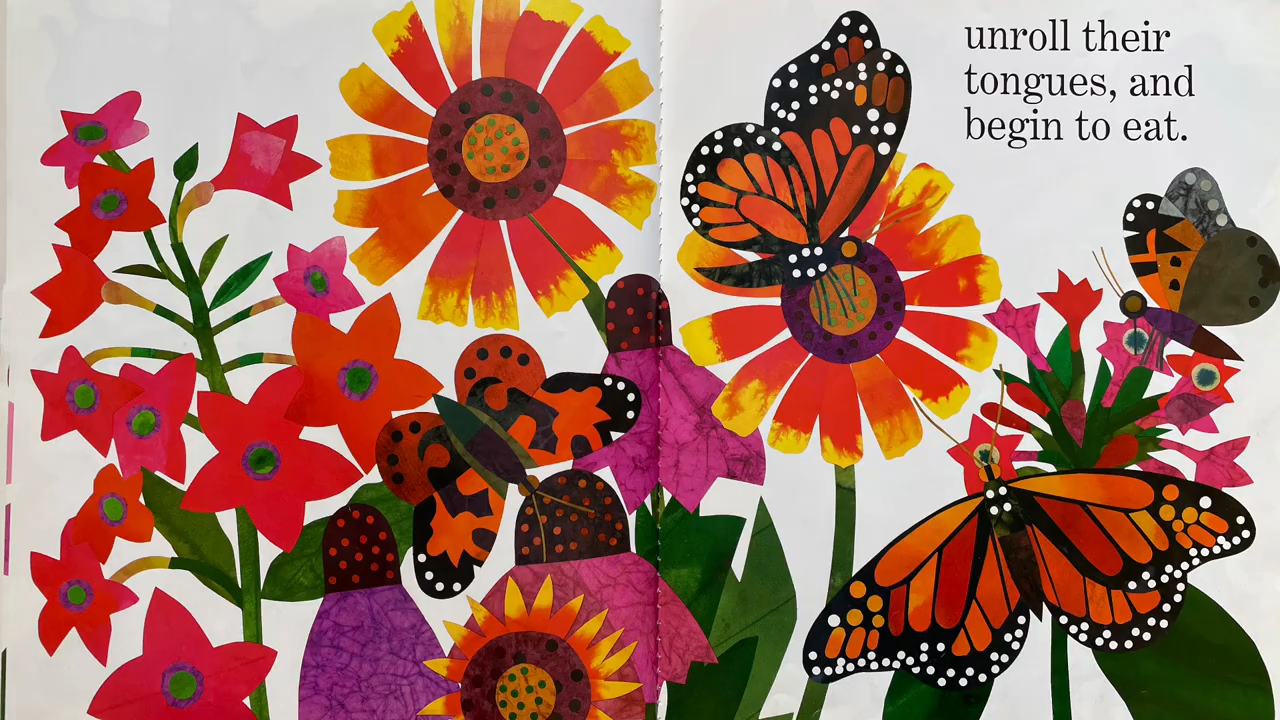 unroll their
tongues, and
begin to eat.